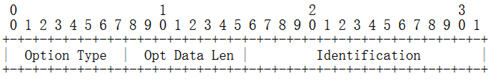 0                   1                   2                   3
0 1 2 3 4 5 6 7 8 9 0 1 2 3 4 5 6 7 8 9 0 1 2 3 4 5 6 7 8 9 0 1
+-+-+-+-+-+-+-+-+-+-+-+-+-+-+-+-+-+-+-+-+-+-+-+-+-+-+-+-+-+-+-+-+
|  Option Type  |  Opt Data Len |         Identification        |
+-+-+-+-+-+-+-+-+-+-+-+-+-+-+-+-+-+-+-+-+-+-+-+-+-+-+-+-+-+-+-+-+